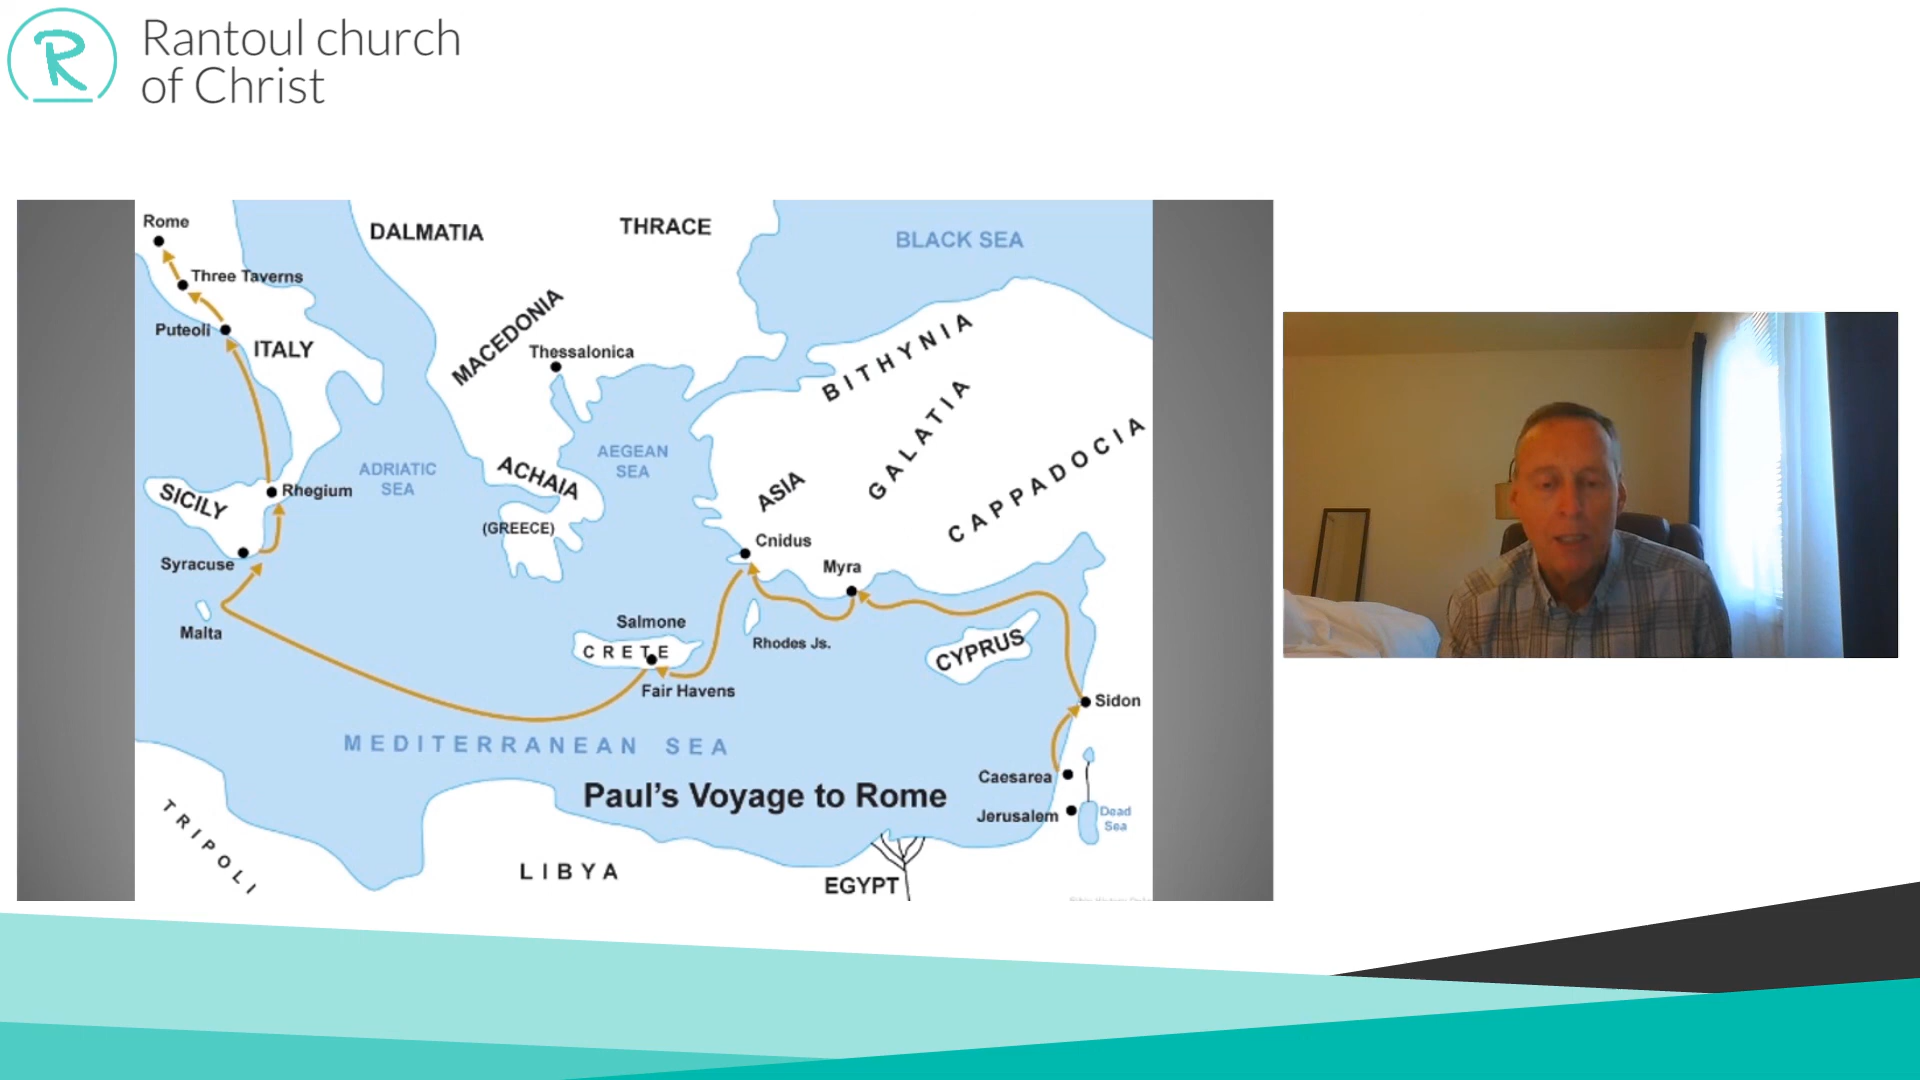 Rantoul church
of Christ
Rome
DALMATIA
THRACE
BLACK SEA
Three Taverns
Puteoli
ITALY
MACEDONIA
Thessalonica
BITHYNIA
GALATIA
CAPPADOCIA
AEGEAN
SEA
ADRIATIC
SEA
ACHAIA
ASIA
SICILY
Rhegium
(GREECE)
Cnidus
Syracuse
Myra
Malta
Salmone
CRETE
Rhodes Js.
CYPRUS
Fair Havens
Sidon
MEDITERRANEAN SEA
Caesarea
Paul's Voyage to Rome
Jerusalem
Dead
Sea
TRIPOLI
LIBYA
EGYPT